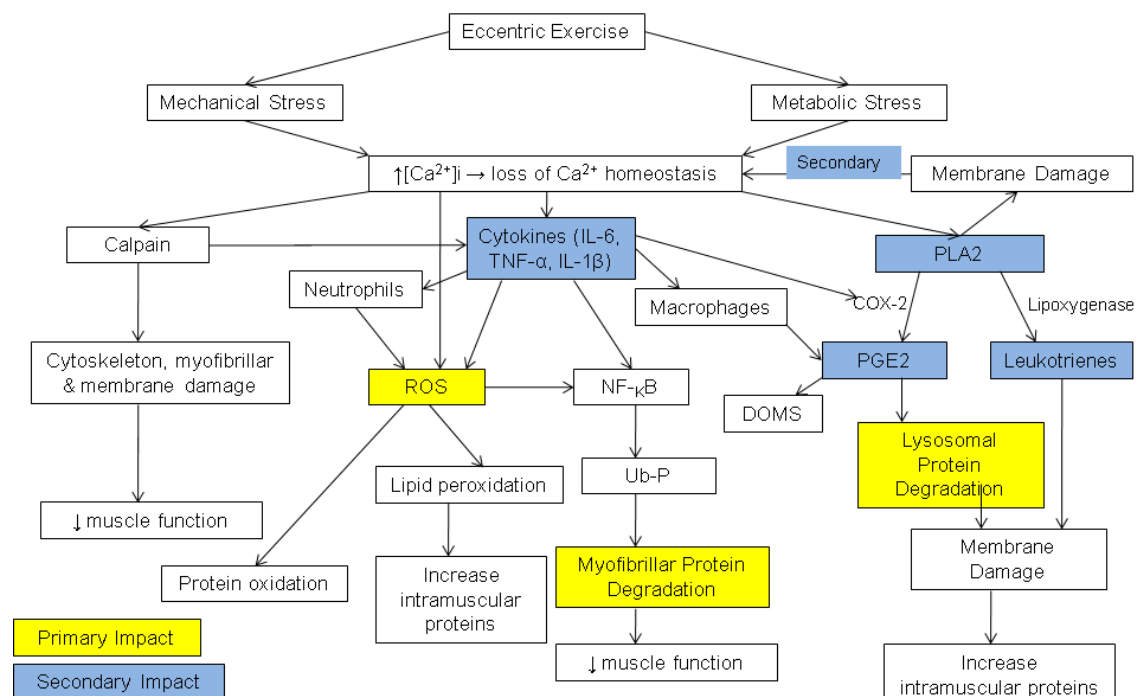 Eccentric Exercise
Mechanical Stress
Metabolic Stress
↑[Ca²⁺]i → loss of Ca²⁺ homeostasis
Secondary
Membrane Damage
Calpain
Cytokines (IL-6,
TNF-α, IL-1β)
PLA2
Neutrophils
Macrophages
COX-2
Lipoxygenase
Cytoskeleton, myofibrillar
& membrane damage
ROS
NF-κB
PGE2
Leukotrienes
DOMS
Lysosomal
Protein
Degradation
Lipid peroxidation
Ub-P
↓ muscle function
Membrane
Damage
Protein oxidation
Increase
intramuscular
proteins
Myofibrillar Protein
Degradation
Primary Impact
Secondary Impact
↓ muscle function
Increase
intramuscular proteins